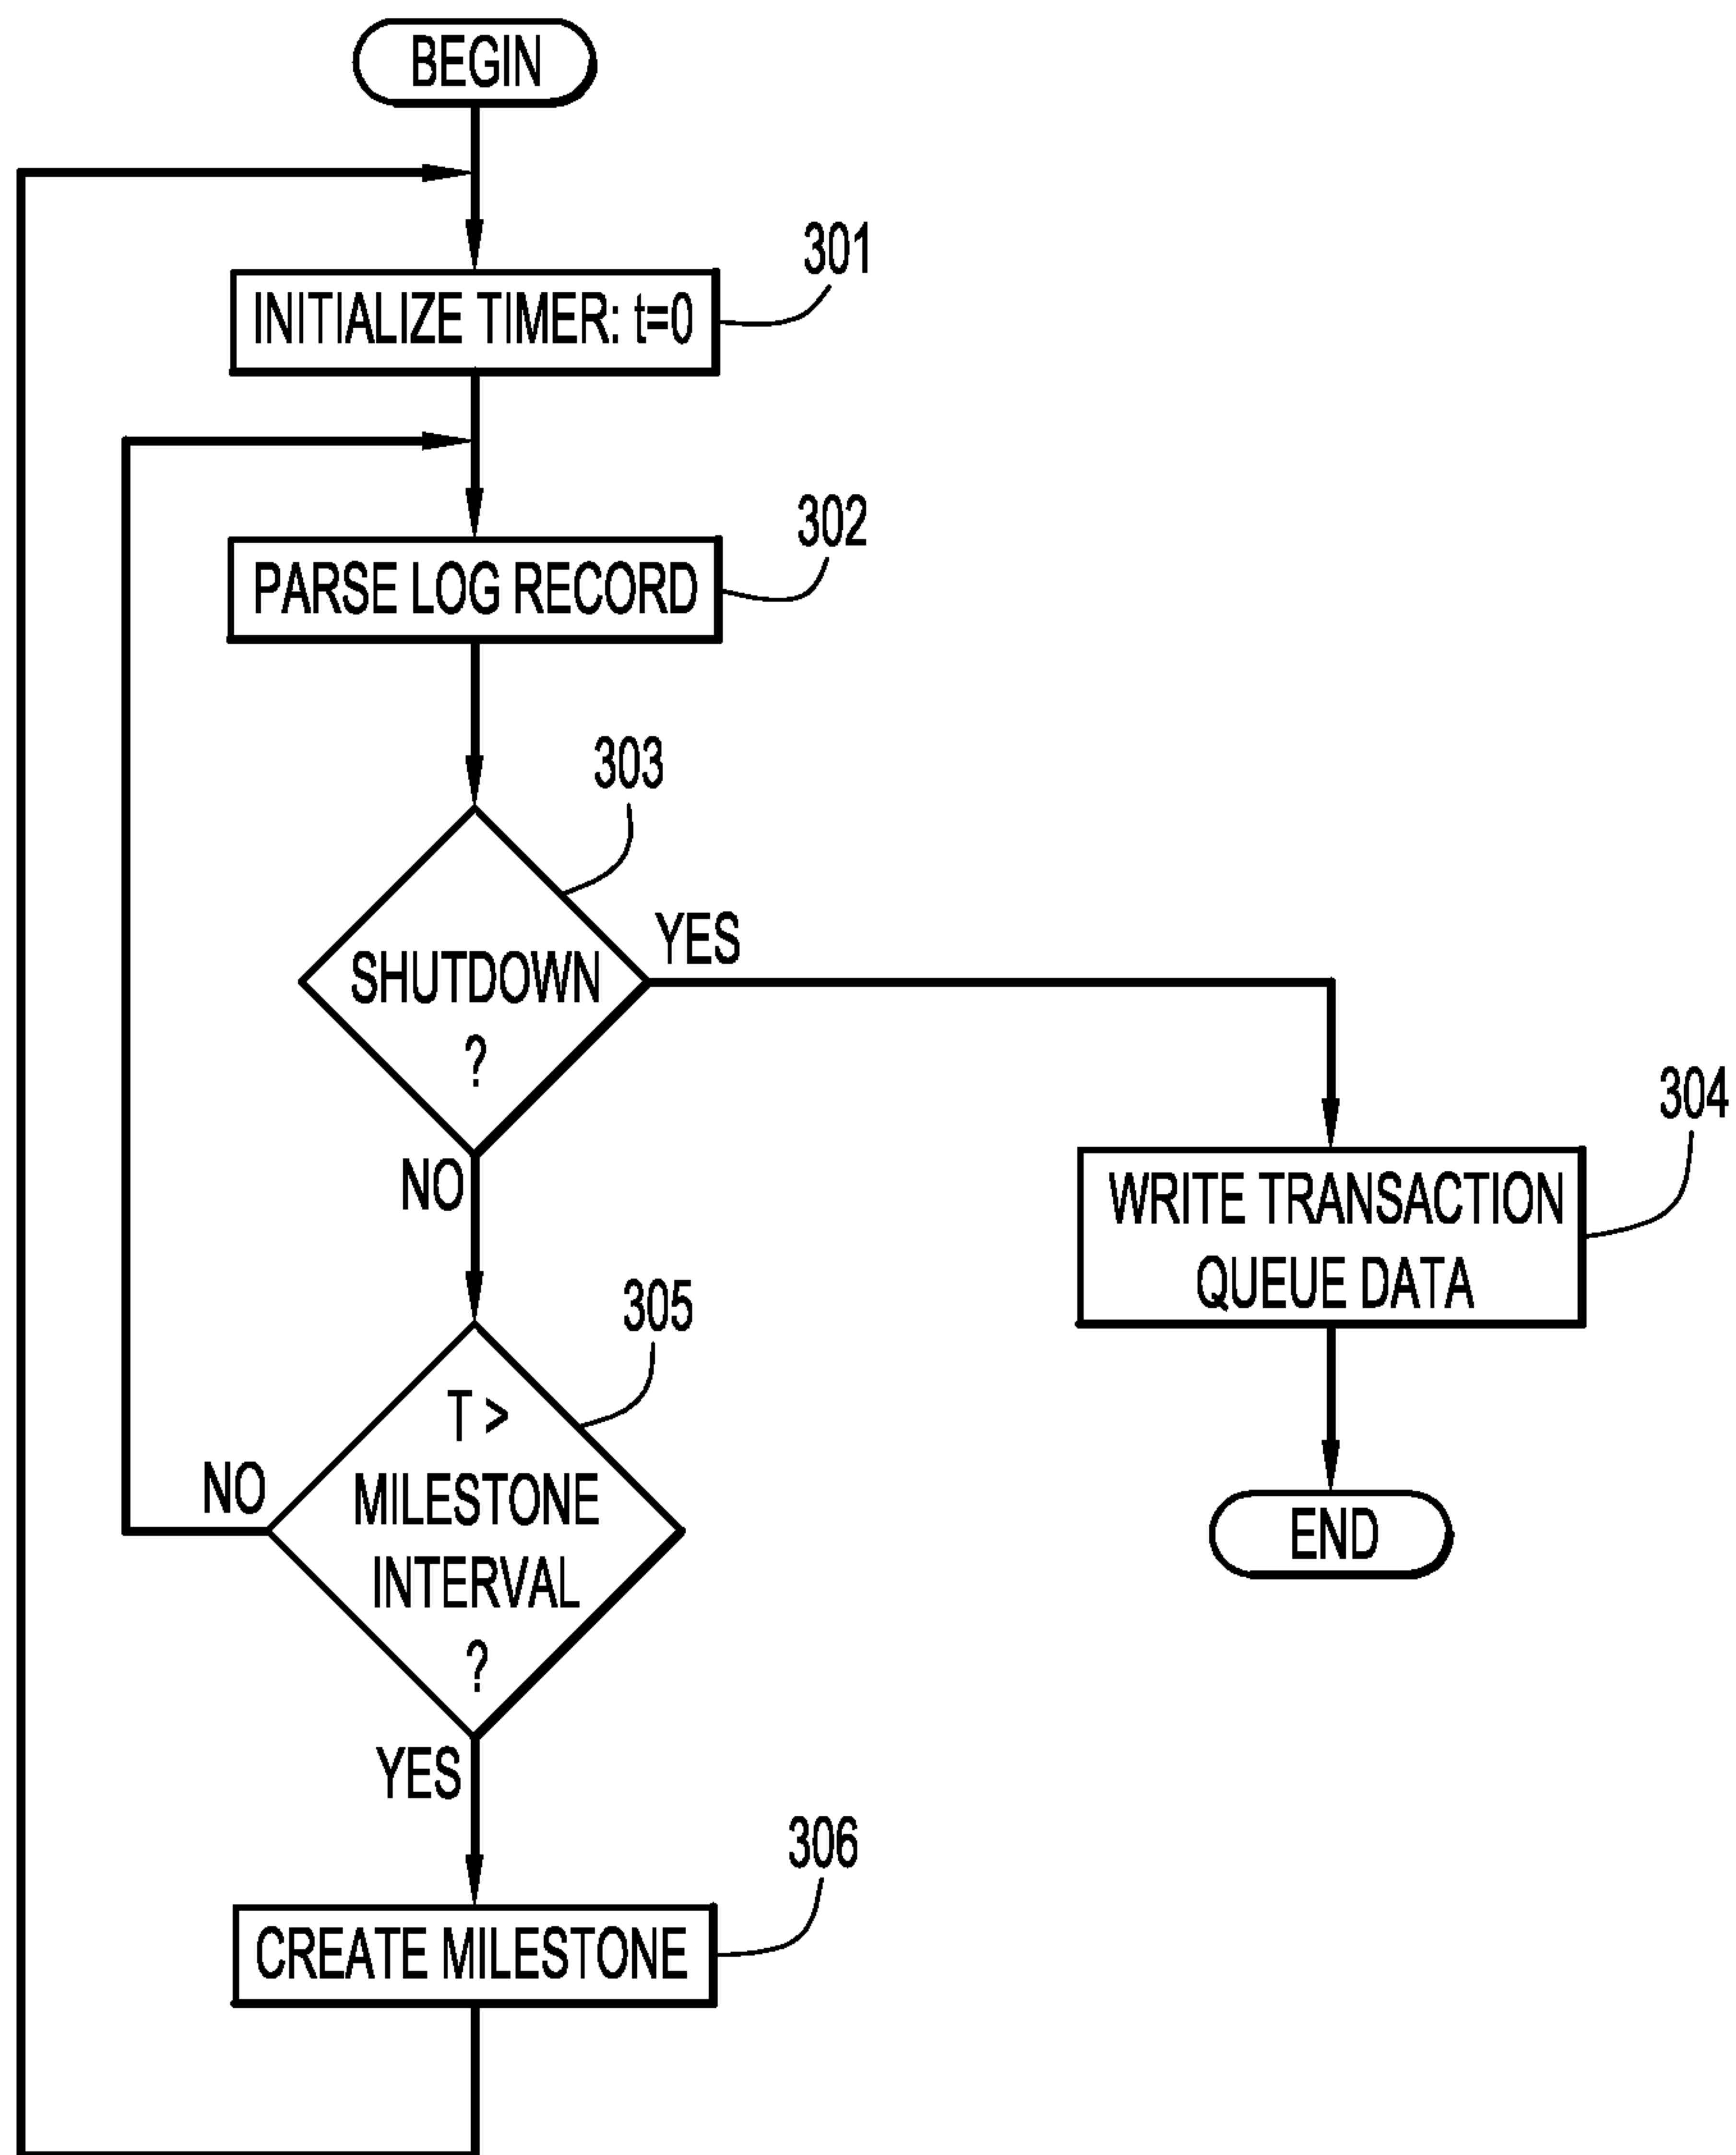 BEGIN
301
INITIALIZE TIMER: t=0
302
PARSE LOG RECORD
303
SHUTDOWN
?
YES
NO
304
WRITE TRANSACTION
QUEUE DATA
305
T >
MILESTONE
INTERVAL
?
NO
YES
END
306
CREATE MILESTONE